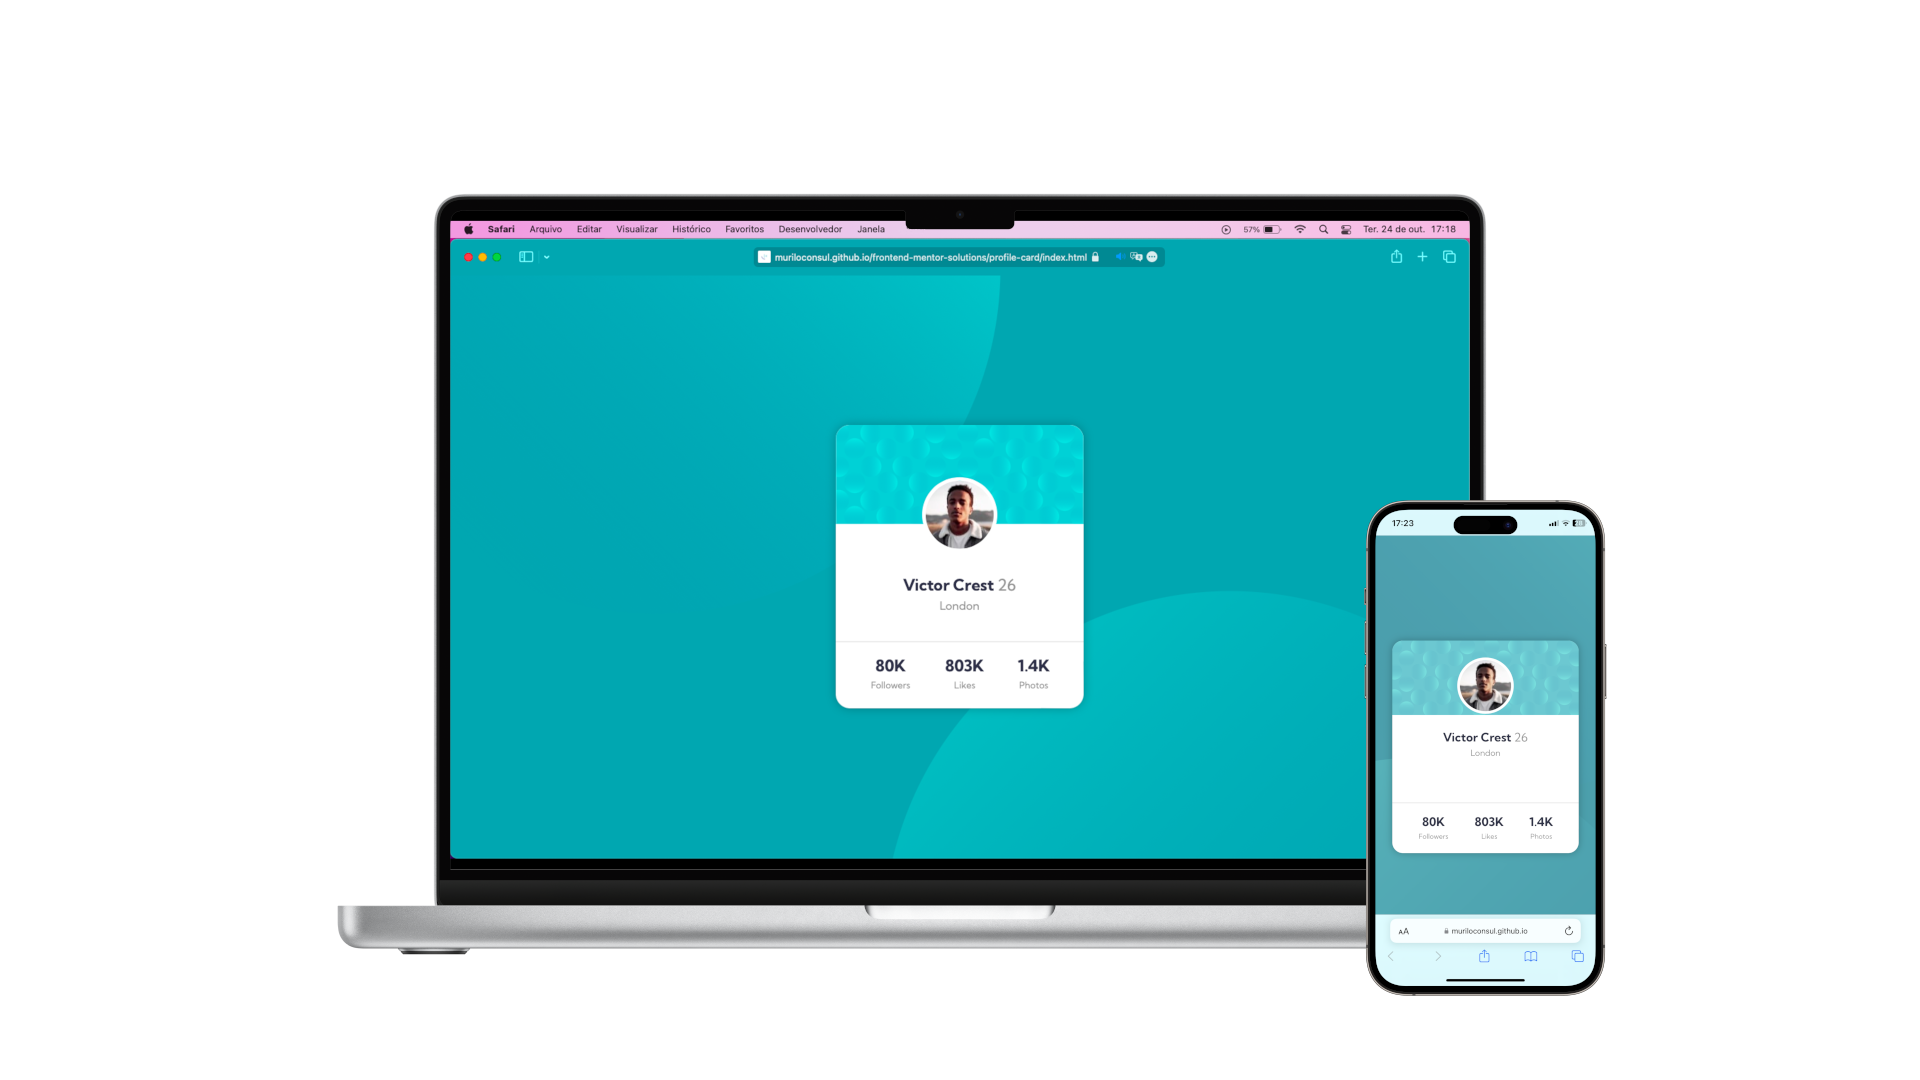 Safari Arquivo Editar Visualizar Histórico Favoritos Desenvolvedor Janela 57% Ter. 24 de out. 17:18
muriloconsul.github.io/frontend-mentor-solutions/profile-card/index.html
Victor Crest 26
London
80K 803K 1.4K
Followers Likes Photos
17:23
Victor Crest 26
London
80K 803K 1.4K
Followers Likes Photos
AA muriloconsul.github.io